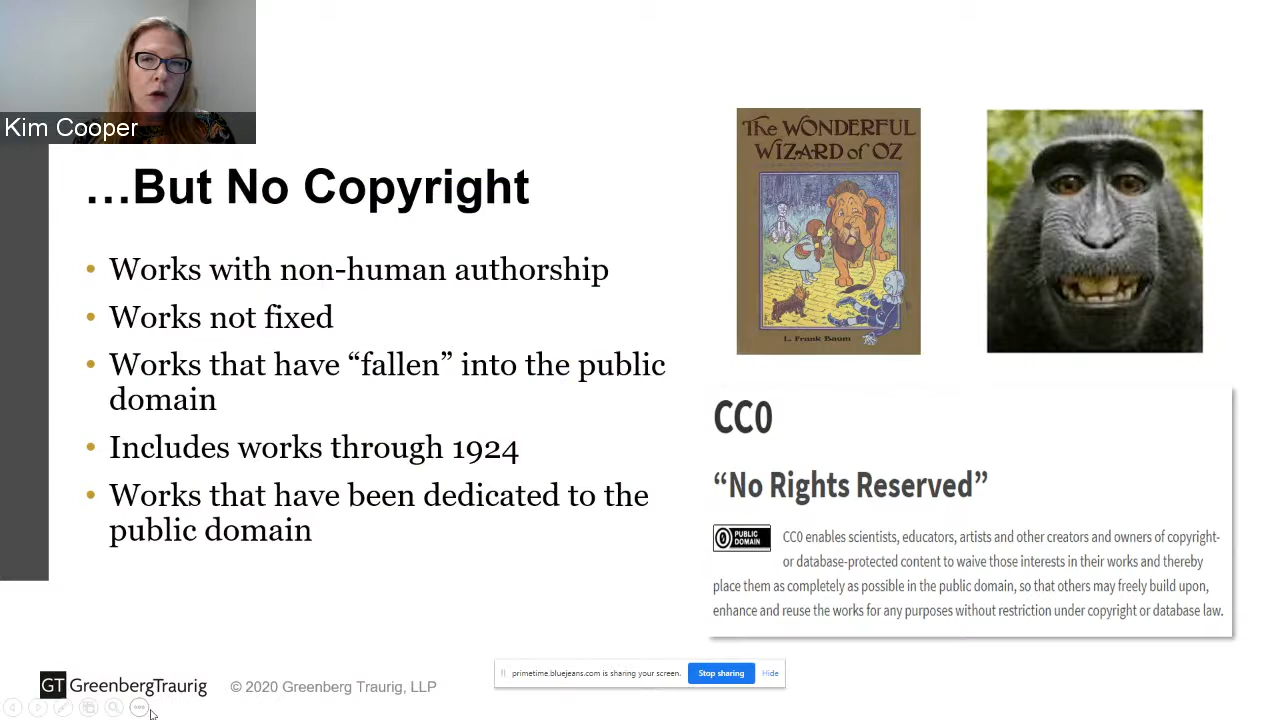 Kim Cooper
…But No Copyright
• Works with non-human authorship
• Works not fixed
• Works that have “fallen” into the public
domain
• Includes works through 1924
• Works that have been dedicated to the
public domain
The WONDERFUL
WIZARD OF OZ
L. Frank Baum
CC0
“No Rights Reserved”
0 PUBLIC
DOMAIN
CC0 enables scientists, educators, artists and other creators and owners of copyright-
or database-protected content to waive those interests in their works and thereby
place them as completely as possible in the public domain, so that others may freely build upon,
enhance and reuse the works for any purposes without restriction under copyright or database law.
primetime.bluejeans.com is sharing your screen.
Stop sharing
Hide
GT GreenbergTraurig
© 2020 Greenberg Traurig, LLP